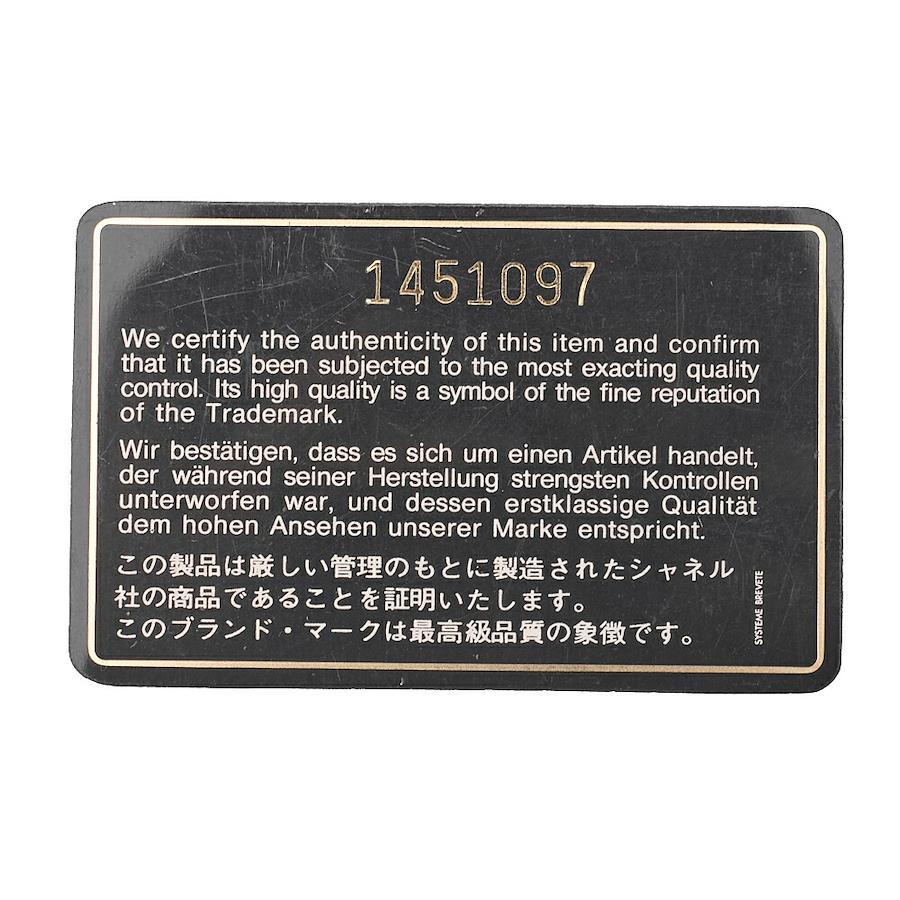 1451097
We certify the authenticity of this item and confirm
that it has been subjected to the most exacting quality
control. Its high quality is a symbol of the fine reputation
of the Trademark.
Wir bestätigen, dass es sich um einen Artikel handelt,
der während seiner Herstellung strengsten Kontrollen
unterworfen war, und dessen erstklassige Qualität
dem hohen Ansehen unserer Marke entspricht.
この製品は厳しい管理のもとに製造されたシャネル
社の商品であることを証明いたします。
このブランド・マークは最高級品質の象徴です。
SYSTEME BREVETE